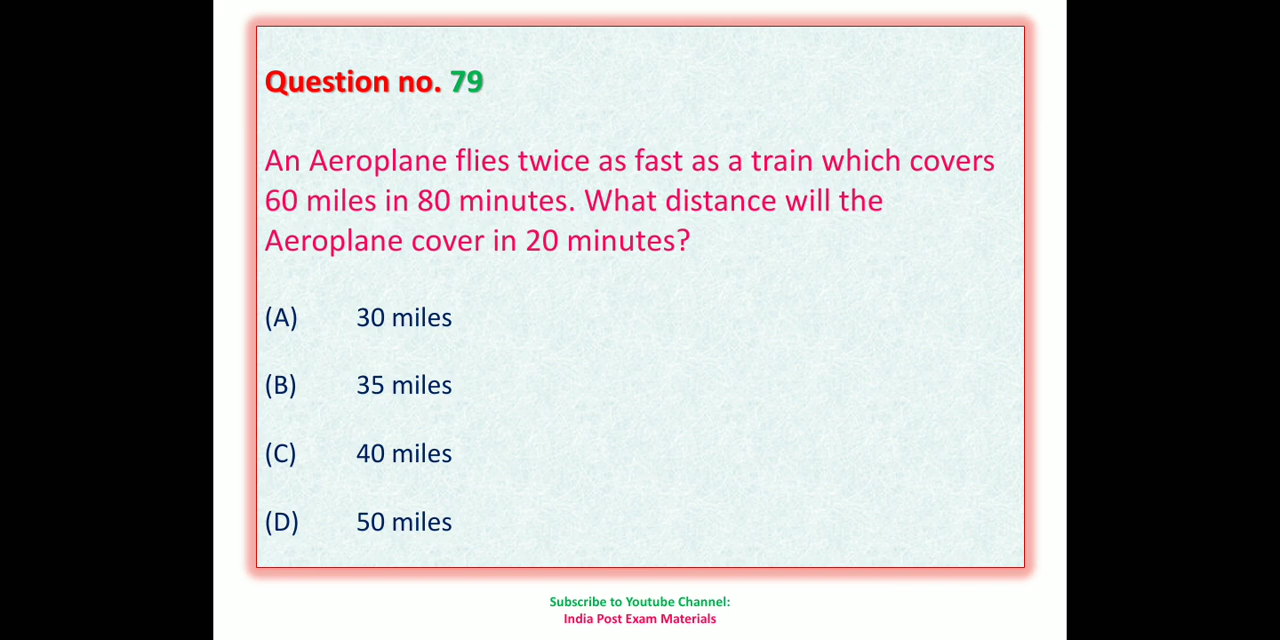 Question no. 79
An Aeroplane flies twice as fast as a train which covers
60 miles in 80 minutes. What distance will the
Aeroplane cover in 20 minutes?
(A) 30 miles
(B) 35 miles
(C) 40 miles
(D) 50 miles
Subscribe to Youtube Channel:
India Post Exam Materials